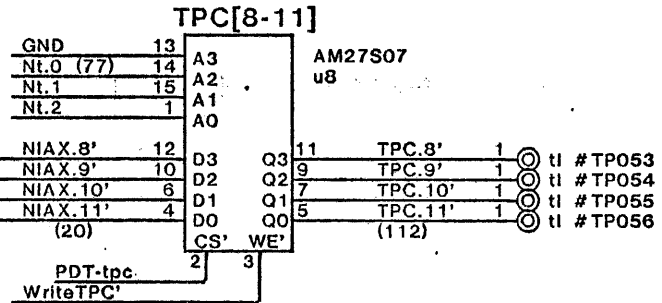 TPC[8-11]
GND 13 A3 AM27S07
Nt.0 (77) 14 A2 u8
Nt.1 15 A1
Nt.2 1 A0
NIAX.8' 12 D3 Q3 11 TPC.8' 1 tl #TP053
NIAX.9' 10 D2 Q2 9 TPC.9' 1 tl #TP054
NIAX.10' 6 D1 Q1 7 TPC.10' 1 tl #TP055
NIAX.11' 4 D0 Q0 5 TPC.11' 1 tl #TP056
(20) (112)
CS' WE'
2 3
PDT-tpc
WriteTPC'